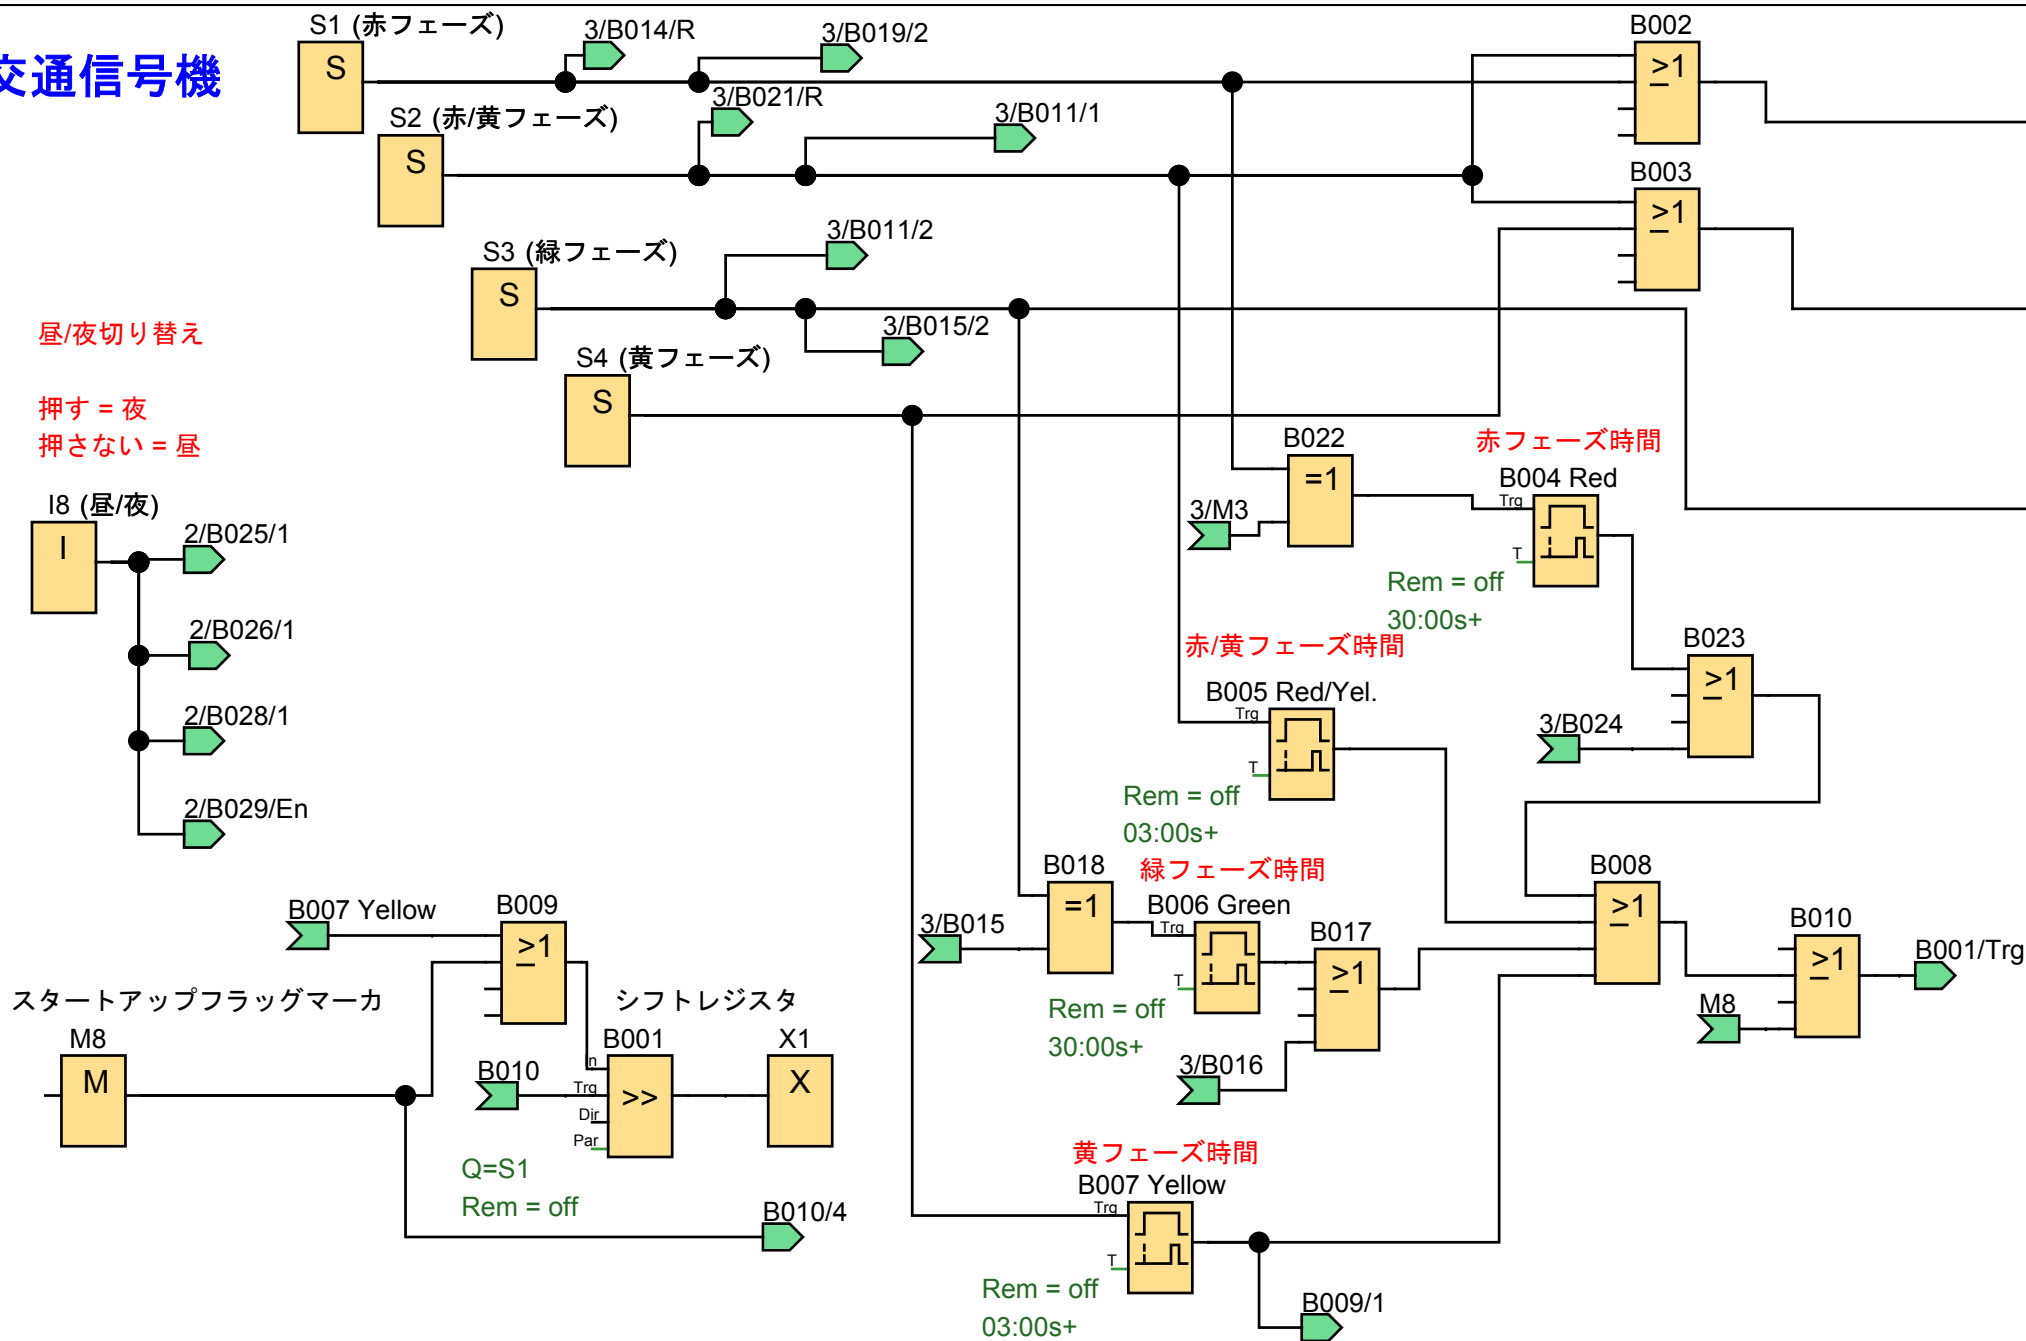 交通信号機
S1 (赤フェーズ)
S
3/B014/R
3/B019/2
B002
>1
S2 (赤/黄フェーズ)
S
3/B021/R
3/B011/1
B003
>1
S3 (緑フェーズ)
S
3/B011/2
3/B015/2
S4 (黄フェーズ)
S
昼/夜切り替え
押す = 夜
押さない = 昼
I8 (昼/夜)
I
2/B025/1
2/B026/1
2/B028/1
2/B029/En
B022
=1
3/M3
赤フェーズ時間
B004 Red
Trg
T
Rem = off
30:00s+
B023
>1
3/B024
赤/黄フェーズ時間
B005 Red/Yel.
Trg
T
Rem = off
03:00s+
B018
=1
3/B015
緑フェーズ時間
B006 Green
Trg
T
Rem = off
30:00s+
B017
>1
3/B016
B008
>1
B010
>1
M8
B001/Trg
B007 Yellow
B009
>1
スタートアップフラッグマーカ
M8
M
シフトレジスタ
B001
In
Trg
Dir
Par
>>
B010
X1
X
Q=S1
Rem = off
B010/4
黄フェーズ時間
B007 Yellow
Trg
T
Rem = off
03:00s+
B009/1